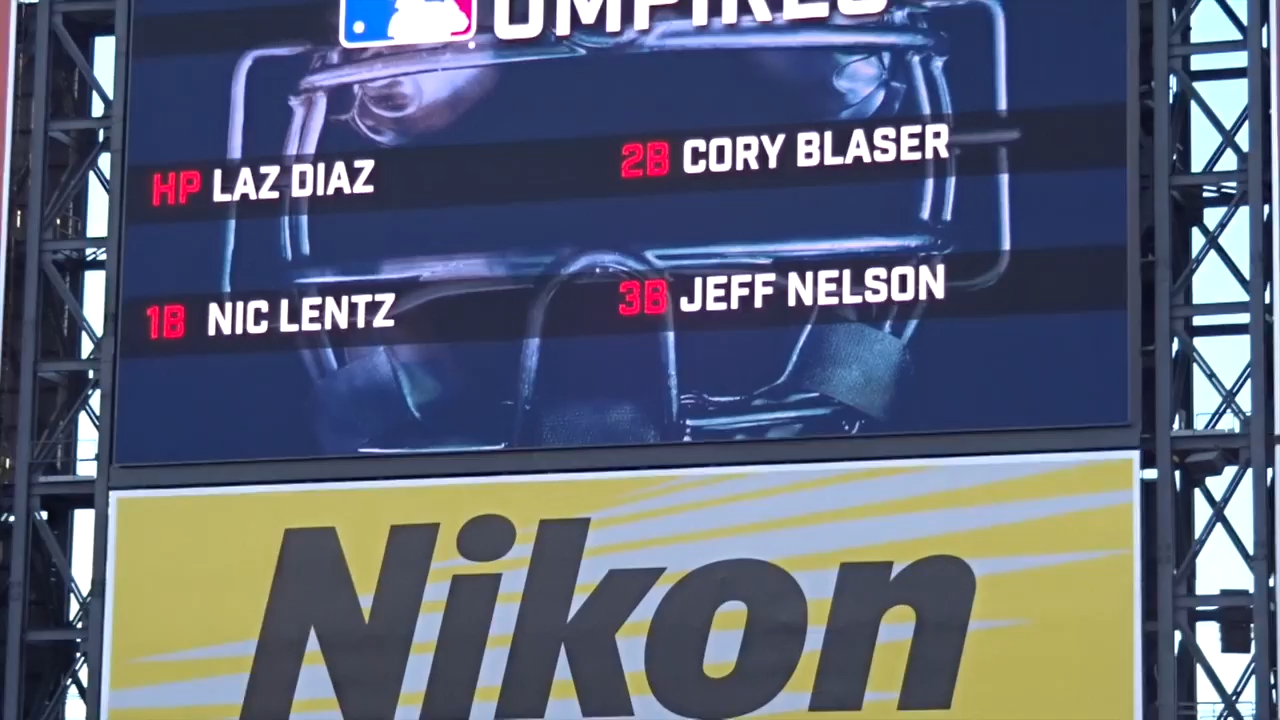 UMPIRES
HP LAZ DIAZ
2B CORY BLASER
1B NIC LENTZ
3B JEFF NELSON
Nikon